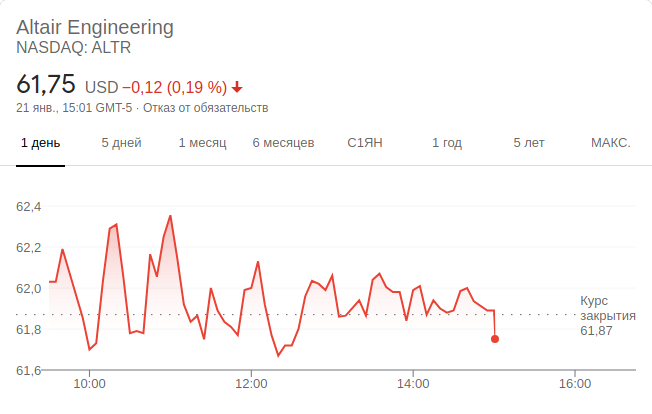 Altair Engineering
NASDAQ: ALTR
61,75 USD −0,12 (0,19 %)
21 янв., 15:01 GMT-5 · Отказ от обязательств
1 день 5 дней 1 месяц 6 месяцев С1ЯН 1 год 5 лет МАКС.
62,4
62,2
62,0
61,8
61,6
Курс
закрытия
61,87
10:00 12:00 14:00 16:00